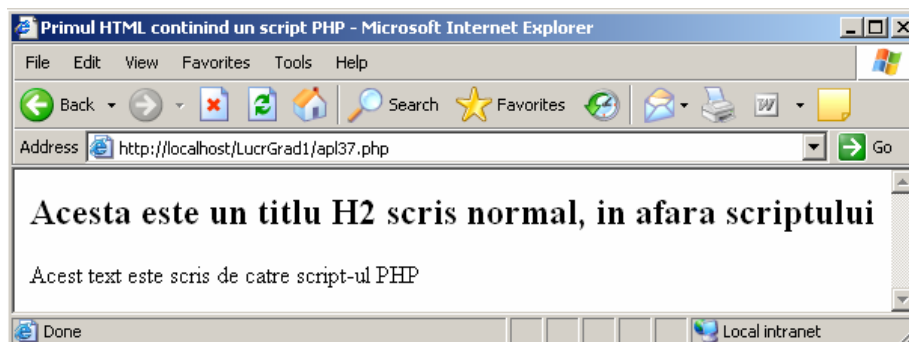 Primul HTML continind un script PHP - Microsoft Internet Explorer
File Edit View Favorites Tools Help
Back Search Favorites
Address http://localhost/LucrGrad1/apl37.php Go
Acesta este un titlu H2 scris normal, in afara scriptului
Acest text este scris de catre script-ul PHP
Done Local intranet